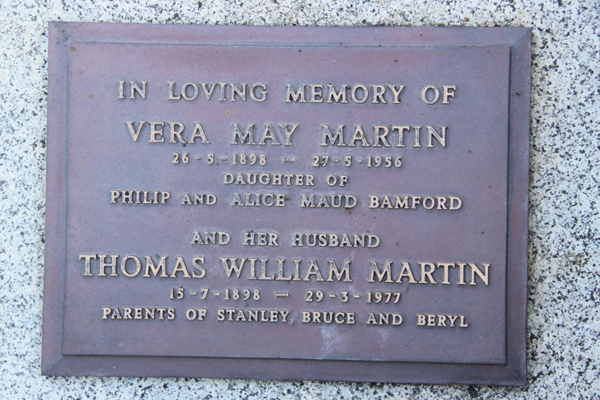 IN LOVING MEMORY OF
VERA MAY MARTIN
26-5-1898 — 27-5-1956
DAUGHTER OF
PHILIP AND ALICE MAUD BAMFORD
AND HER HUSBAND
THOMAS WILLIAM MARTIN
15-7-1898 — 29-3-1977
PARENTS OF STANLEY, BRUCE AND BERYL